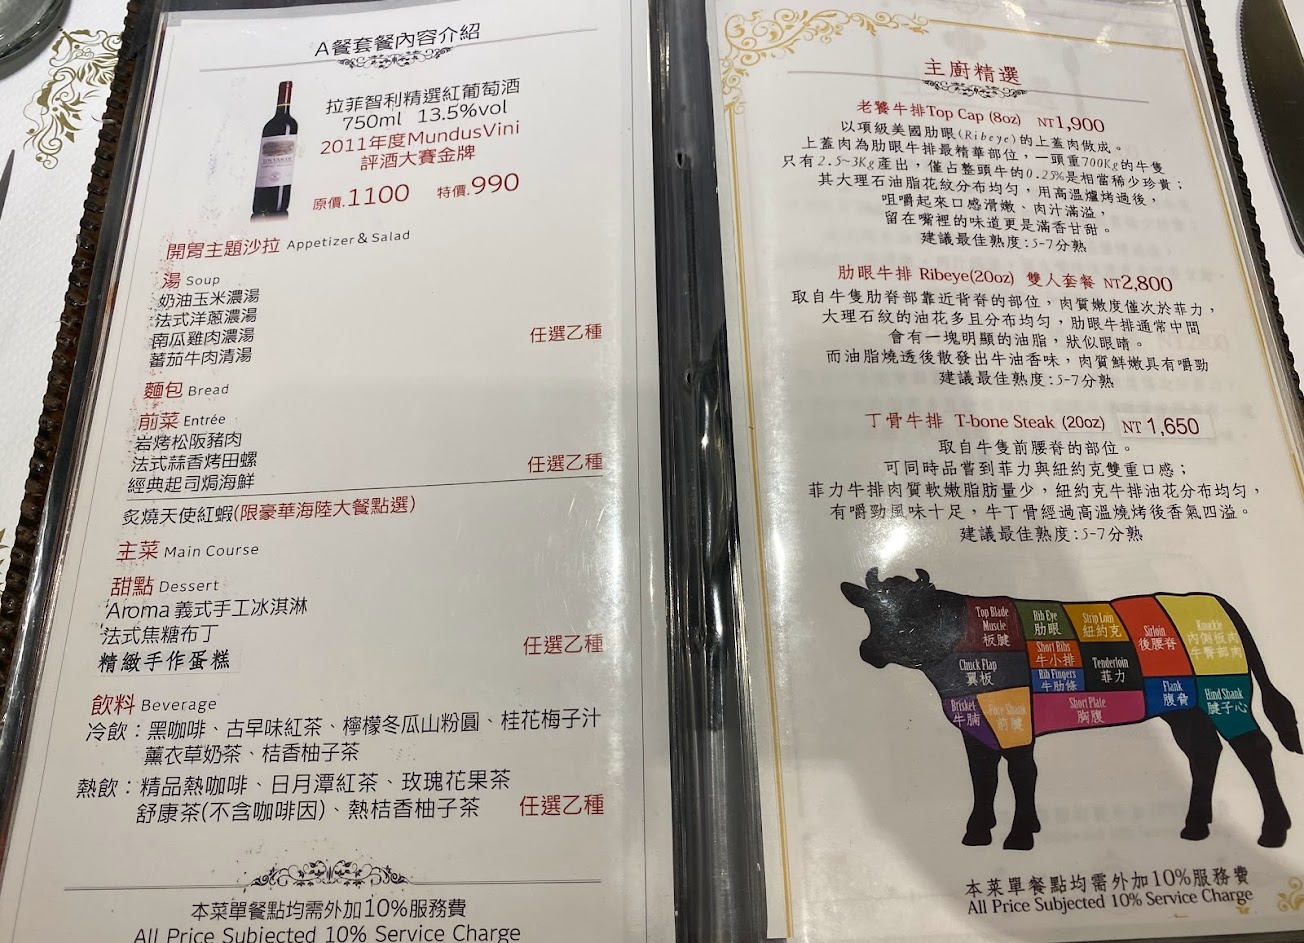 A餐套餐內容介紹
拉菲智利精選紅葡萄酒
750ml 13.5%vol
2011年度MundusVini
評酒大賽金牌
原價.1100 特價.990
開胃主題沙拉 Appetizer & Salad
湯 Soup
奶油玉米濃湯
法式洋蔥濃湯
南瓜雞肉濃湯
蕃茄牛肉清湯
任選乙種
麵包 Bread
前菜 Entrée
岩烤松阪豬肉
法式蒜香烤田螺
經典起司焗海鮮
任選乙種
炙燒天使紅蝦(限豪華海陸大餐點選)
主菜 Main Course
甜點 Dessert
Aroma 義式手工冰淇淋
法式焦糖布丁
精緻手作蛋糕
任選乙種
飲料 Beverage
冷飲：黑咖啡、古早味紅茶、檸檬冬瓜山粉圓、桂花梅子汁
薰衣草奶茶、桔香柚子茶
熱飲：精品熱咖啡、日月潭紅茶、玫瑰花果茶
舒康茶(不含咖啡因)、熱桔香柚子茶 任選乙種
本菜單餐點均需外加10%服務費
All Price Subjected 10% Service Charge
主廚精選
老饕牛排Top Cap (8oz) NT1,900
以頂級美國肋眼(Ribeye)的上蓋肉做成。
上蓋肉為肋眼牛排最精華部位，一頭重700Kg的牛隻
只有2.5~3Kg產出，僅占整頭牛的0.25%是相當稀少珍貴；
其大理石油脂花紋分布均勻，用高溫爐烤過後，
咀嚼起來口感滑嫩、肉汁滿溢，
留在嘴裡的味道更是滿香甘甜。
建議最佳熟度:5-7分熟
肋眼牛排 Ribeye(20oz) 雙人套餐 NT2,800
取自牛隻肋脊部靠近背脊的部位，肉質嫩度僅次於菲力，
大理石紋的油花多且分布均勻，肋眼牛排通常中間
會有一塊明顯的油脂，狀似眼睛。
而油脂燒透後散發出牛油香味，肉質鮮嫩具有嚼勁
建議最佳熟度:5-7分熟
丁骨牛排 T-bone Steak (20oz) NT 1,650
取自牛隻前腰脊的部位。
可同時品嘗到菲力與紐約克雙重口感；
菲力牛排肉質軟嫩脂肪量少，紐約克牛排油花分布均勻，
有嚼勁風味十足，牛丁骨經過高溫燒烤後香氣四溢。
建議最佳熟度:5-7分熟
Top Blade
Muscle
板腱
Rib Eye
肋眼
Strip Loin
紐約克
Sirloin
後腰脊
Knuckle
內側板肉
牛臀部肉
Short Ribs
牛小排
Chuck Flap
翼板
Rib Fingers
牛肋條
Tenderloin
菲力
Brisket
牛腩
Fore Shank
前腱
Short Plate
胸腹
Flank
腹脅
Hind Shank
腱子心
本菜單餐點均需外加10%服務費
All Price Subjected 10% Service Charge